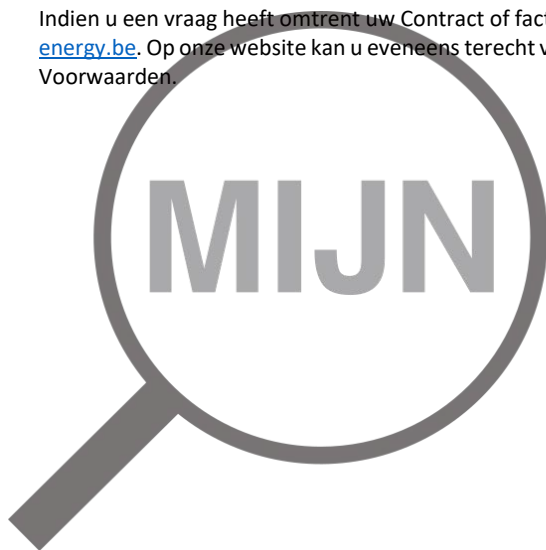 Indien u een vraag heeft omtrent uw Contract of
energy.be. Op onze website kan u eveneens terecht
Voorwaarden.
MIJN